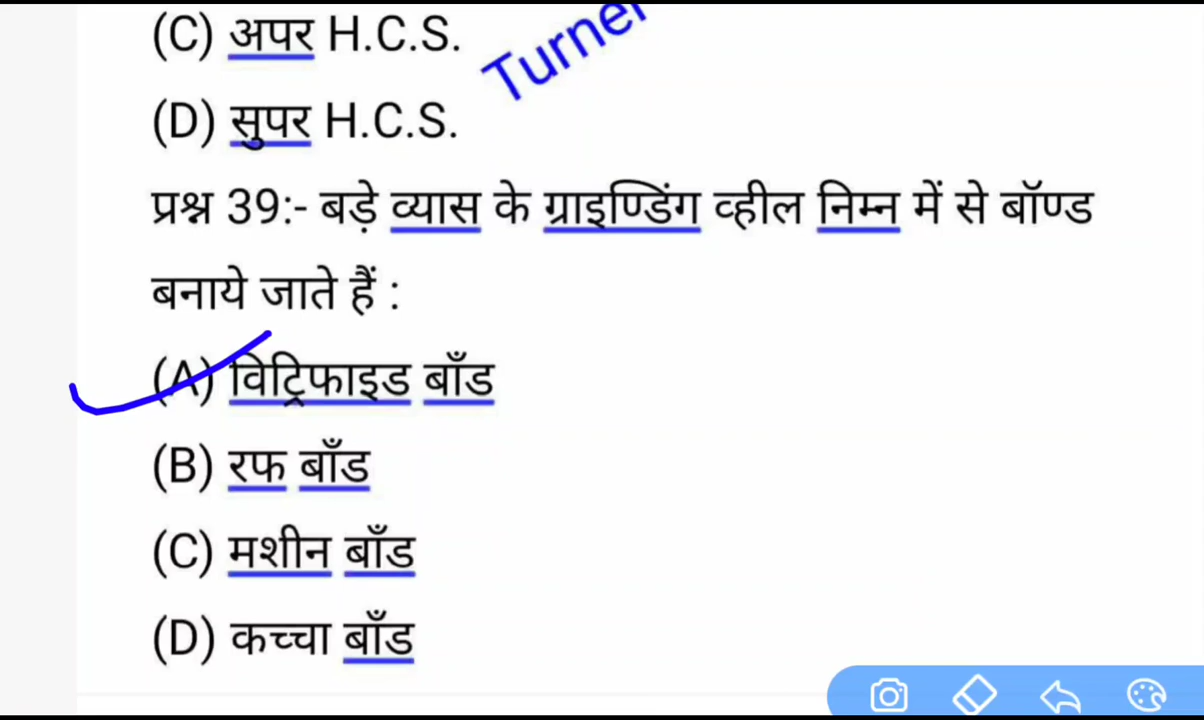 (C) अपर H.C.S.
Turner
(D) सुपर H.C.S.
प्रश्न 39:- बड़े व्यास के ग्राइण्डिंग व्हील निम्न में से बॉण्ड
बनाये जाते हैं :
(A) विट्रिफाइड बाँड
(B) रफ बाँड
(C) मशीन बाँड
(D) कच्चा बाँड